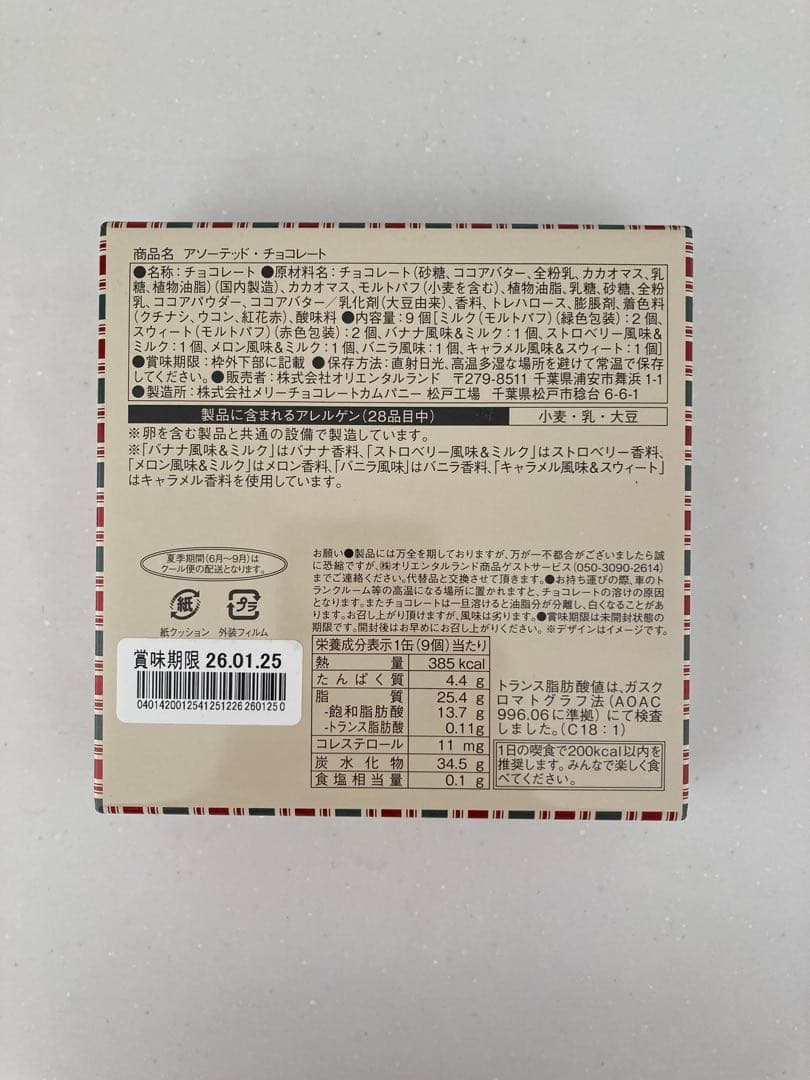 商品名 アソーテッド・チョコレート
●名称：チョコレート ●原材料名：チョコレート（砂糖、ココアバター、全粉乳、カカオマス、乳
糖、植物油脂）（国内製造）、カカオマス、モルトパフ（小麦を含む）、植物油脂、乳糖、砂糖、全粉
乳、ココアパウダー、ココアバター／乳化剤（大豆由来）、香料、トレハロース、膨脹剤、着色料
（クチナシ、ウコン、紅花赤）、酸味料 ●内容量：9個［ミルク（モルトパフ）（緑色包装）：2個、
スウィート（モルトパフ）（赤色包装）：2個、バナナ風味&ミルク：1個、ストロベリー風味&
ミルク：1個、メロン風味&ミルク：1個、バニラ風味：1個、キャラメル風味&スウィート：1個］
●賞味期限：枠外下部に記載 ●保存方法：直射日光、高温多湿な場所を避けて常温で保存
してください。●販売者：株式会社オリエンタルランド 〒279-8511 千葉県浦安市舞浜1-1
●製造所：株式会社メリーチョコレートカムパニー 松戸工場 千葉県松戸市稔台6-6-1
製品に含まれるアレルゲン（28品目中） 小麦・乳・大豆
※卵を含む製品と共通の設備で製造しています。
※「バナナ風味&ミルク」はバナナ香料、「ストロベリー風味&ミルク」はストロベリー香料、
「メロン風味&ミルク」はメロン香料、「バニラ風味」はバニラ香料、「キャラメル風味&スウィート」
はキャラメル香料を使用しています。
夏季期間（6月〜9月）は
クール便の配送となります。
紙
プラ
紙クッション 外装フィルム
お願い●製品には万全を期しておりますが、万が一不都合がございましたら誠
に恐縮ですが、㈱オリエンタルランド商品ゲストサービス（050-3090-2614）
までご連絡ください。代替品と交換させて頂きます。●お持ち運びの際、車のト
ランクルーム等の高温になる場所に置かれますと、チョコレートの溶けの原因
となります。またチョコレートは一旦溶けると油脂分が分離し、白くなることがあ
ります。お召し上がり頂けますが、風味は劣ります。●賞味期限は未開封状態の
期限です。開封後はお早めにお召し上がりください。※デザインはイメージです。
賞味期限 26.01.25
0401420012541251226260125 0
栄養成分表示1缶（9個）当たり
熱量 385 kcal
たんぱく質 4.4 g
脂質 25.4 g
-飽和脂肪酸 13.7 g
-トランス脂肪酸 0.11g
コレステロール 11 mg
炭水化物 34.5 g
食塩相当量 0.1 g
トランス脂肪酸値は、ガスク
ロマトグラフ法（AOAC
996.06に準拠）にて検査
しました。（C18：1）
1日の喫食で200kcal以内を
推奨します。みんなで楽しく食
べてください。